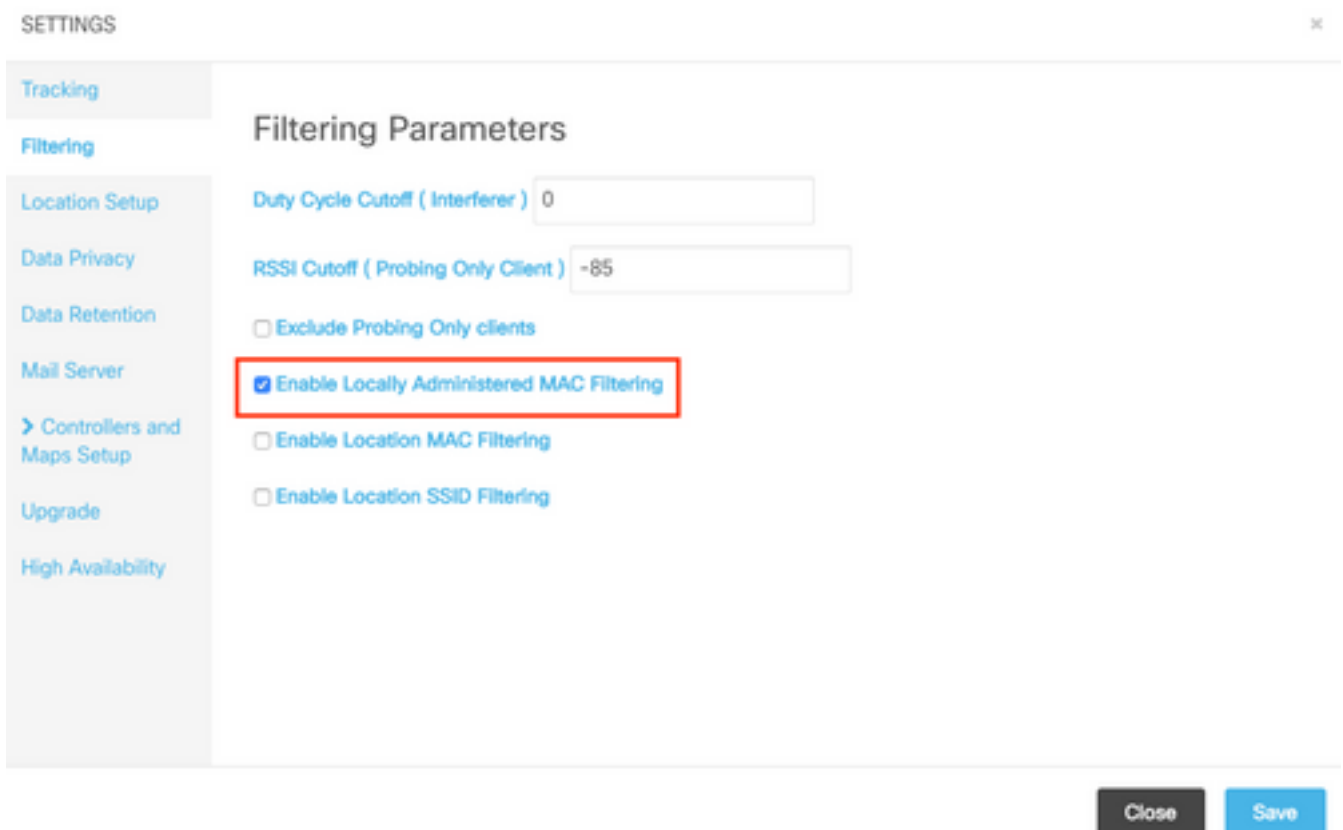 SETTINGS
×
Tracking
Filtering
Location Setup
Data Privacy
Data Retention
Mail Server
Controllers and
Maps Setup
Upgrade
High Availability
Filtering Parameters
Duty Cycle Cutoff ( Interferer ) 0
RSSI Cutoff ( Probing Only Client ) -85
Exclude Probing Only clients
Enable Locally Administered MAC Filtering
Enable Location MAC Filtering
Enable Location SSID Filtering
Close Save